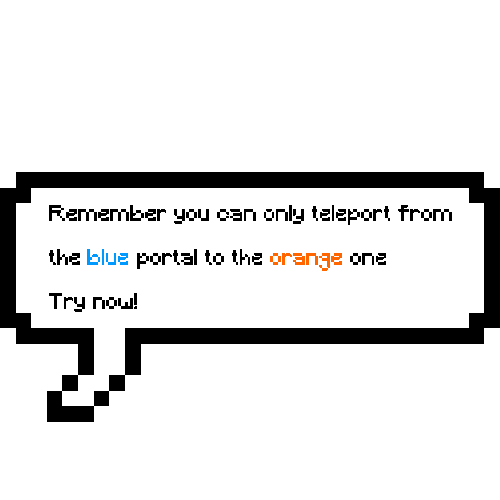 Remember you can only teleport from
the blue portal to the orange one
Try now!